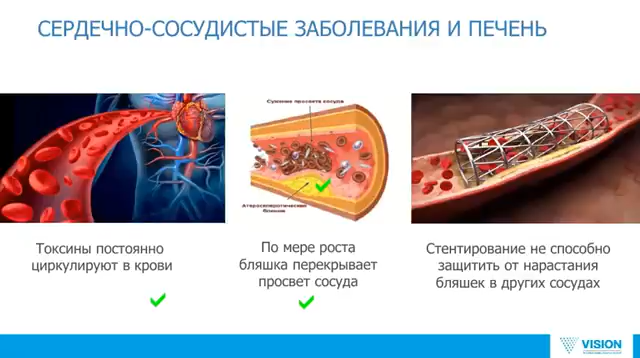 СЕРДЕЧНО-СОСУДИСТЫЕ ЗАБОЛЕВАНИЯ И ПЕЧЕНЬ
Сужение просвета сосуда
Атеросклеротическая
бляшка
Токсины постоянно
циркулируют в крови
По мере роста
бляшка перекрывает
просвет сосуда
Стентирование не способно
защитить от нарастания
бляшек в других сосудах
VISION